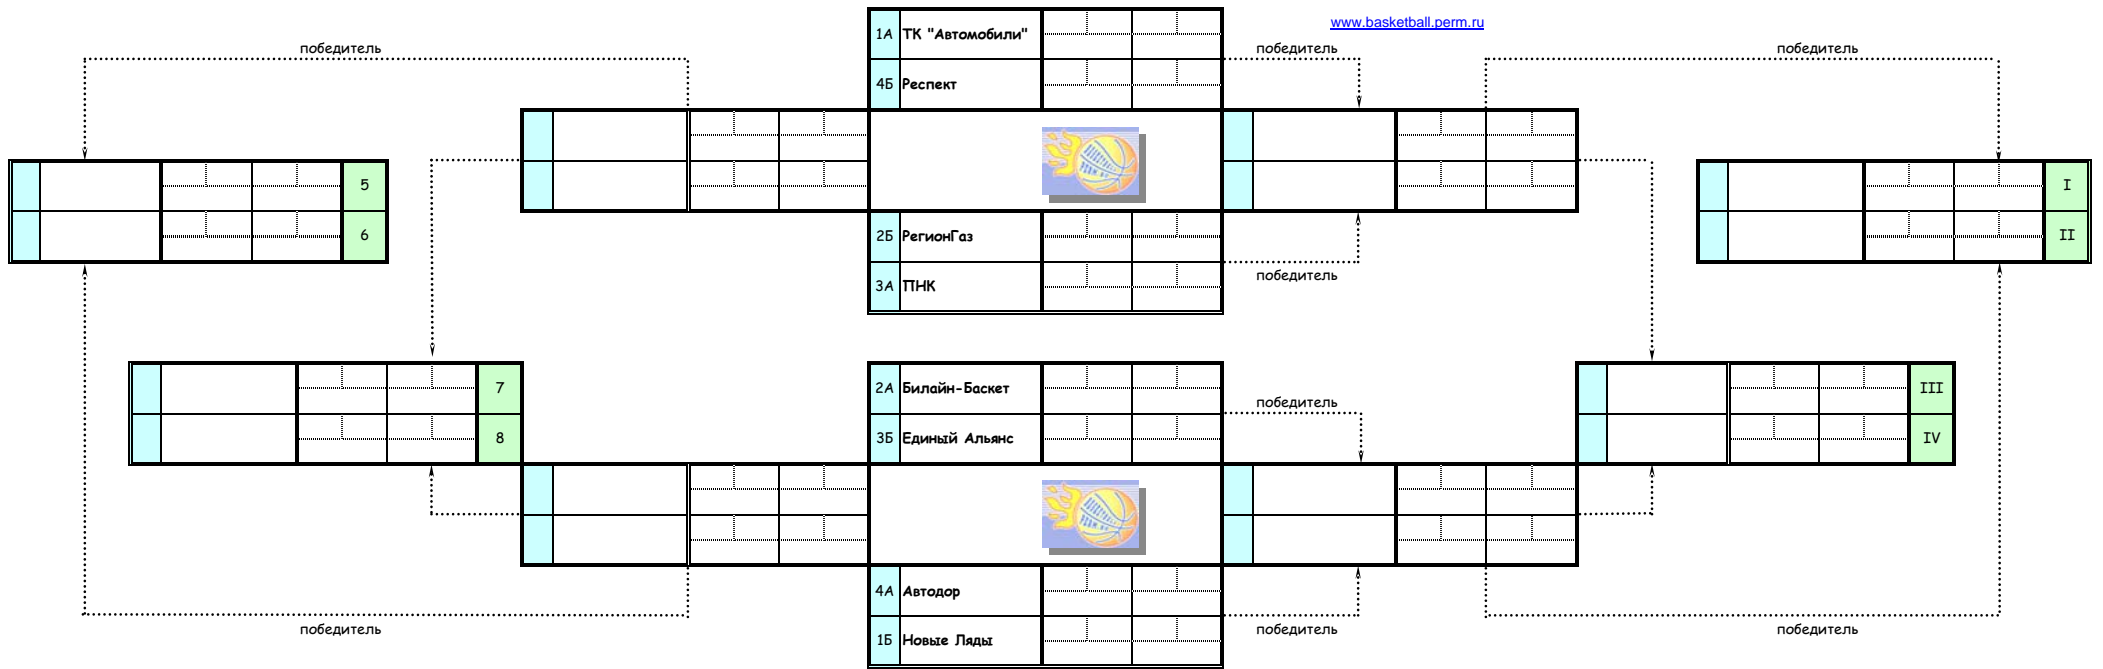 www.basketball.perm.ru
1А ТК "Автомобили"
победитель победитель победитель
4Б Респект
5
I
6
II
2Б РегионГаз
победитель
3А ПНК
7
2А Билайн-Баскет
III
победитель
8
3Б Единый Альянс
IV
4А Автодор
победитель победитель победитель
1Б Новые Ляды